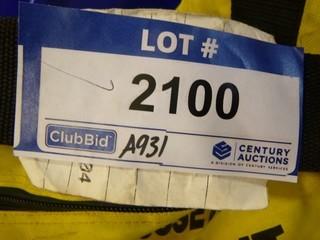 LOT #
2100
ClubBid A931
CENTURY
AUCTIONS
A DIVISION OF CENTURY SERVICES